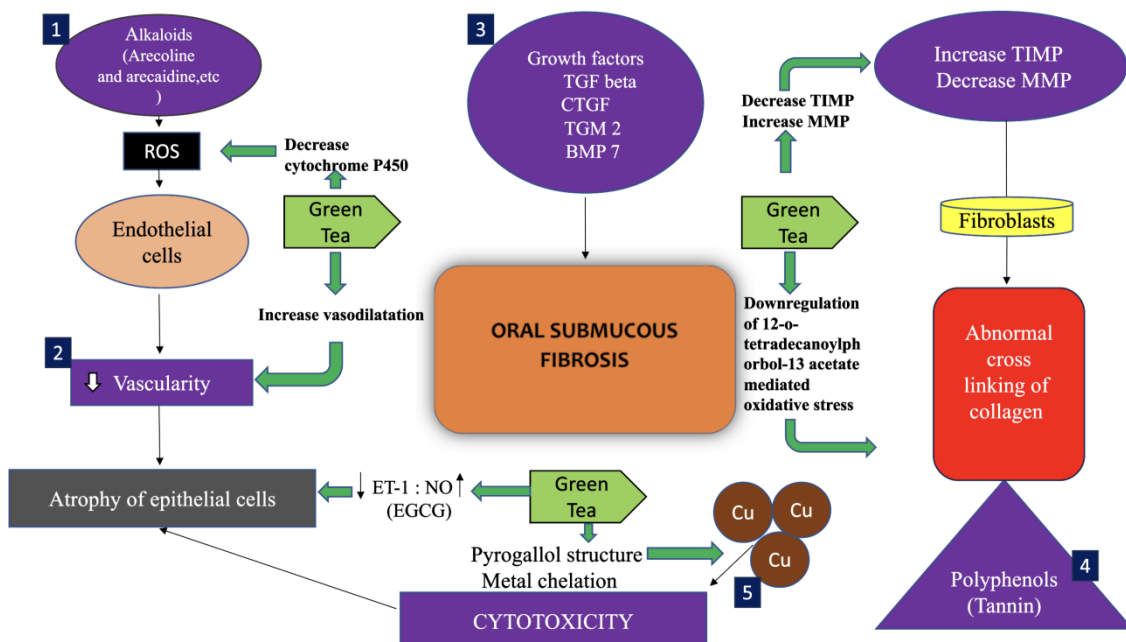 1
Alkaloids
(Arecoline
and arecaidine,etc
)
ROS
Endothelial
cells
2
Vascularity
Atrophy of epithelial cells
Decrease
cytochrome P450
Green
Tea
Increase vasodilatation
3
Growth factors
TGF beta
CTGF
TGM 2
BMP 7
ORAL SUBMUCOUS
FIBROSIS
ET-1 : NO
(EGCG)
Green
Tea
Pyrogallol structure
Metal chelation
Cu
Cu
Cu
5
CYTOTOXICITY
Decrease TIMP
Increase MMP
Green
Tea
Downregulation
of 12-o-
tetradecanoylph
orbol-13 acetate
mediated
oxidative stress
Increase TIMP
Decrease MMP
Fibroblasts
Abnormal
cross
linking of
collagen
4
Polyphenols
(Tannin)